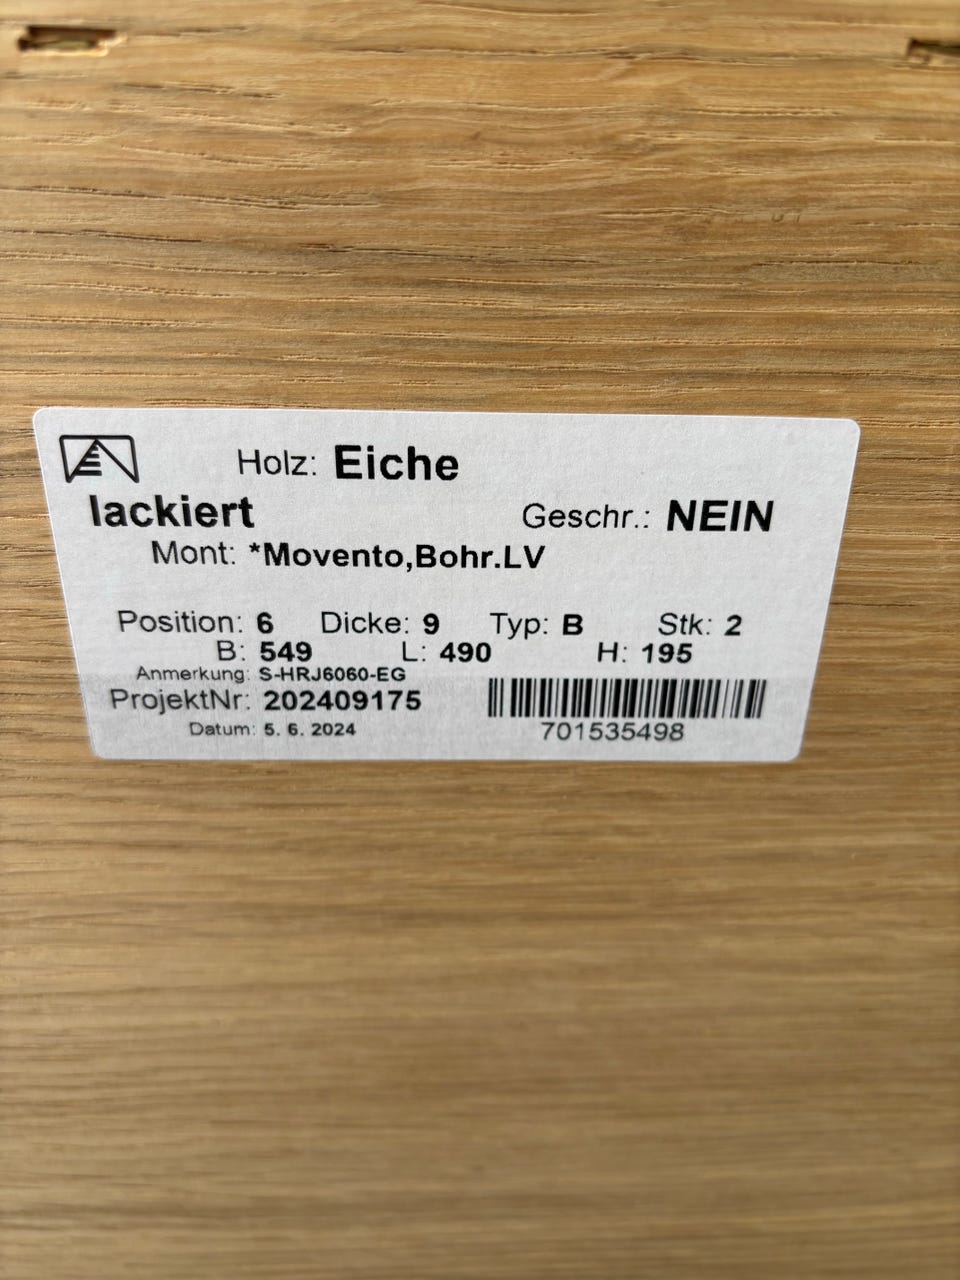 Holz: Eiche
lackiert Geschr.: NEIN
Mont: *Movento,Bohr.LV
Position: 6 Dicke: 9 Typ: B Stk: 2
B: 549 L: 490 H: 195
Anmerkung: S-HRJ6060-EG
ProjektNr: 202409175
Datum: 5. 6. 2024
701535498